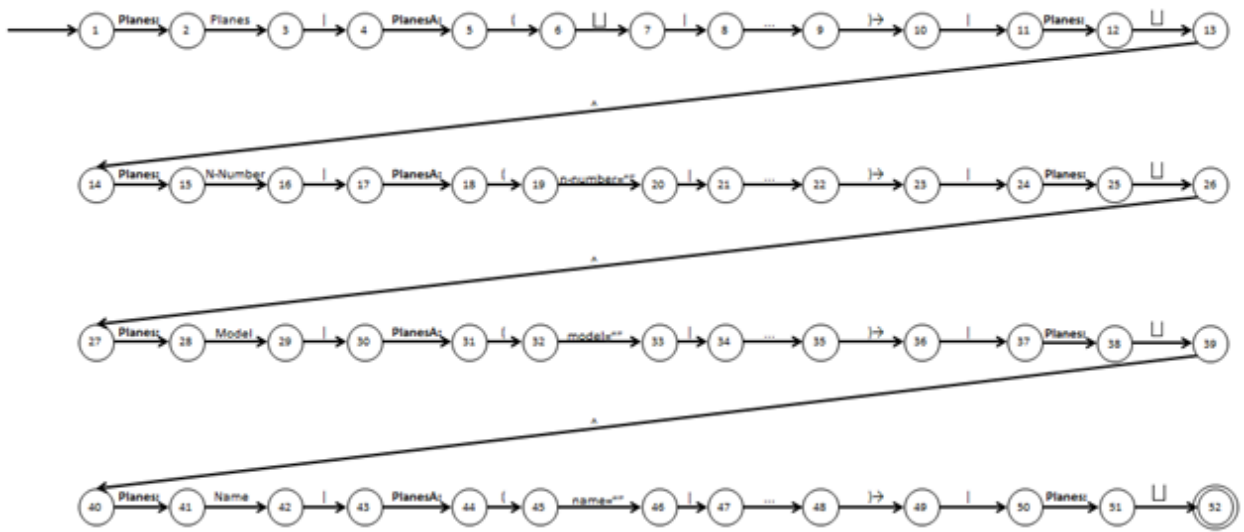 Planes: Planes | PlanesA: { ⊔ | ... }→ | Planes: ⊔
1 2 3 4 5 6 7 8 9 10 11 12 13
^
Planes: N-Number | PlanesA: { n-number="" | ... }→ | Planes: ⊔
14 15 16 17 18 19 20 21 22 23 24 25 26
^
Planes: Model | PlanesA: { model="" | ... }→ | Planes: ⊔
27 28 29 30 31 32 33 34 35 36 37 38 39
^
Planes: Name | PlanesA: { name="" | ... }→ | Planes: ⊔
40 41 42 43 44 45 46 47 48 49 50 51 52